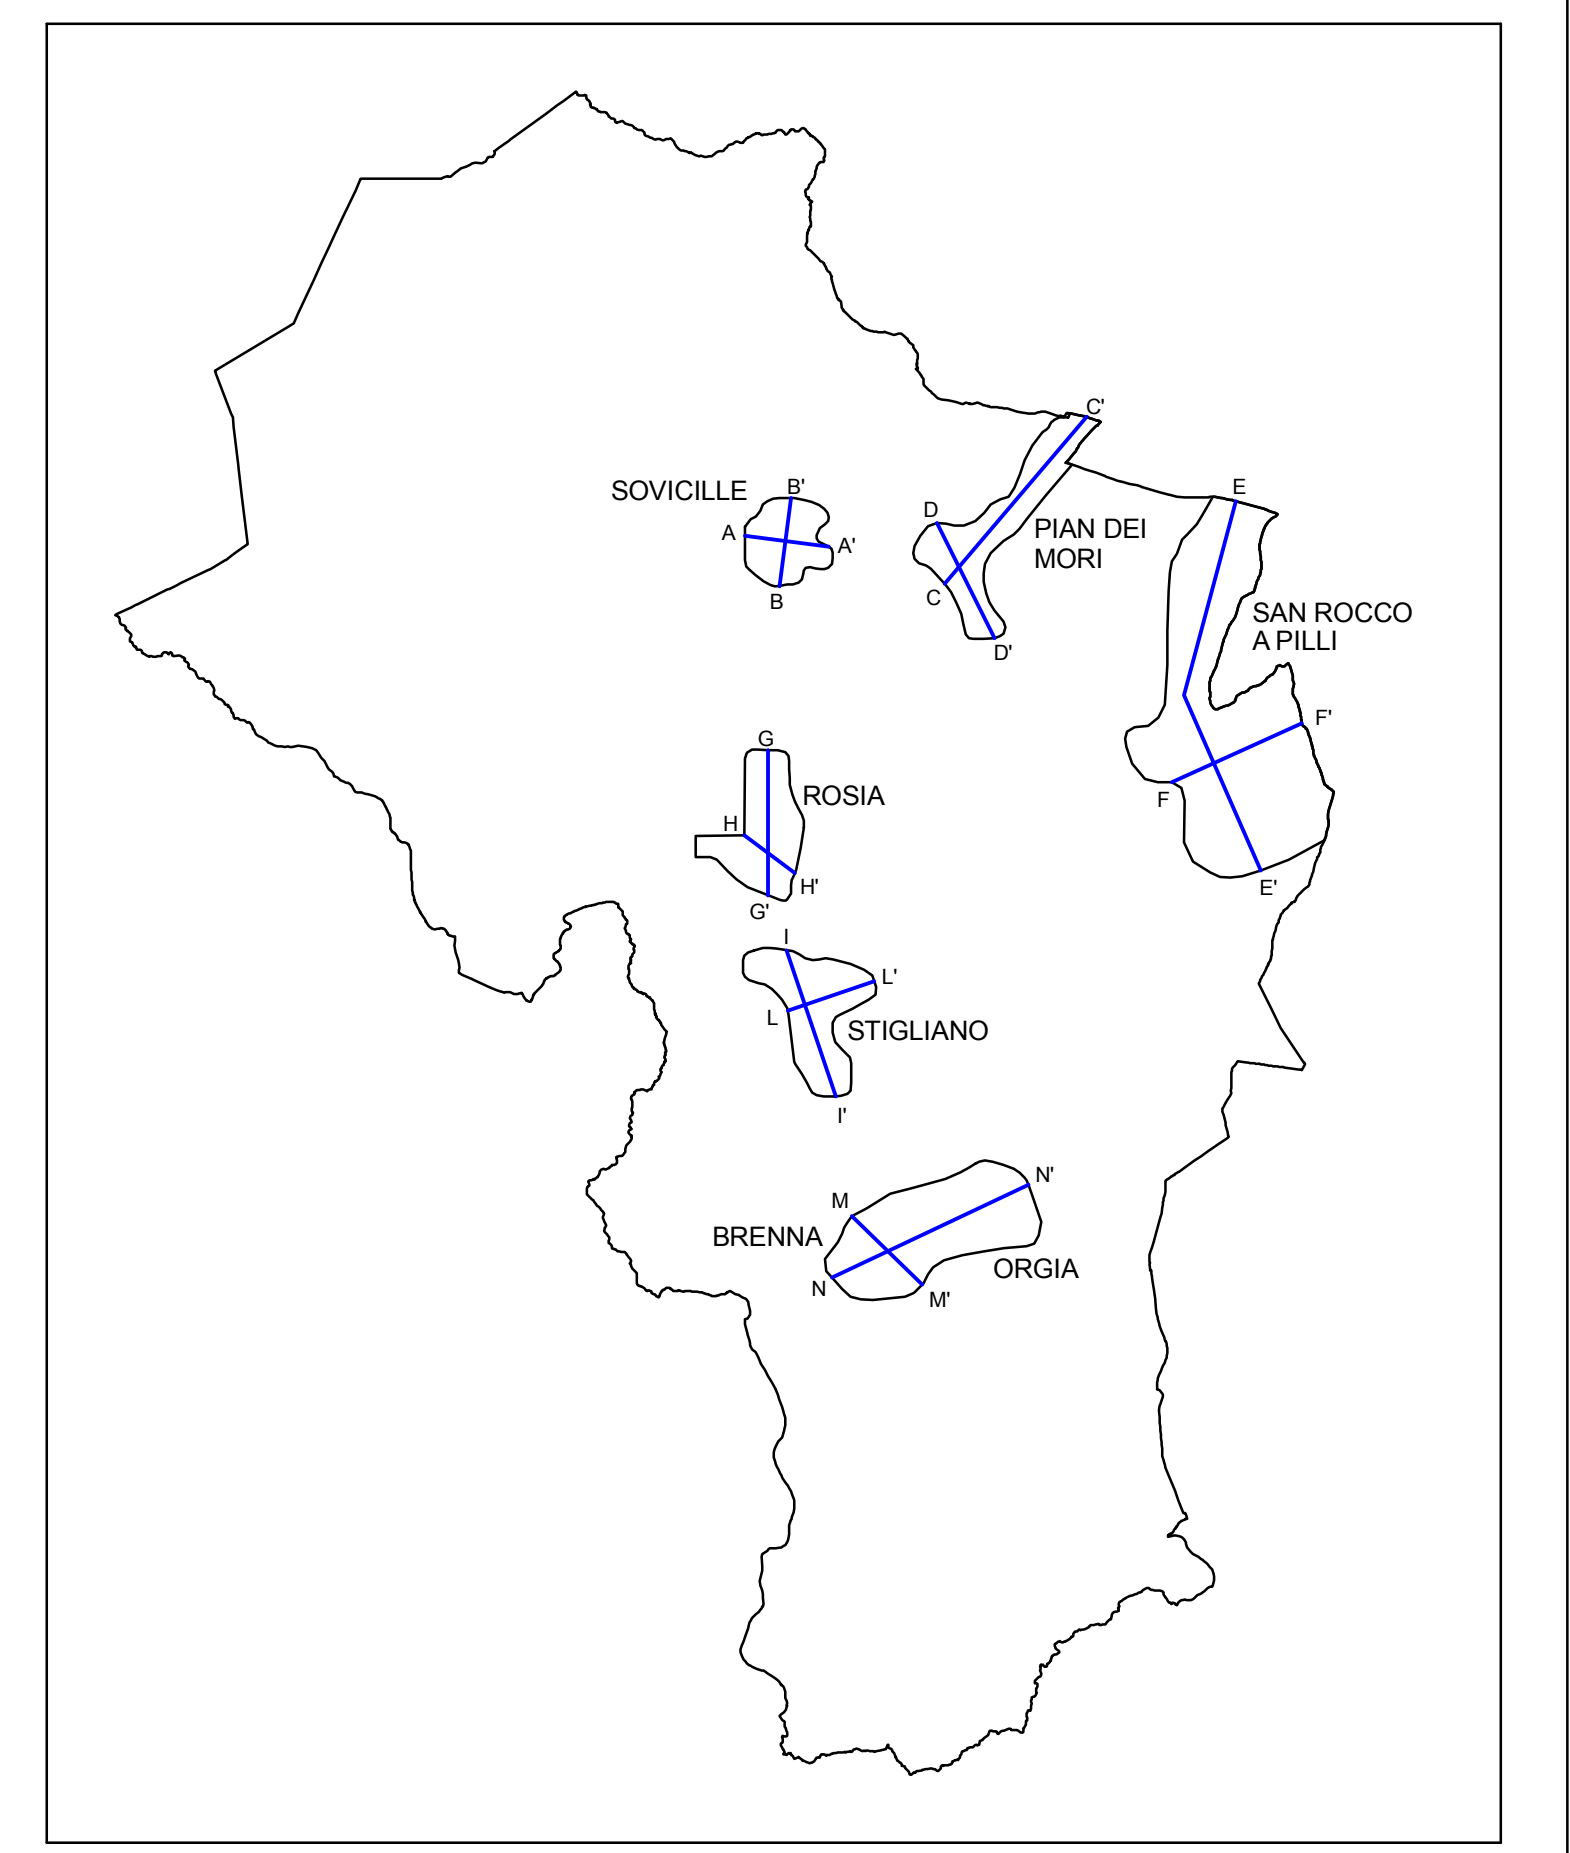 C'
B'
E
SOVICILLE
D
PIAN DEI
MORI
A
A'
C
B
SAN ROCCO
A PILLI
D'
F'
G
ROSIA
F
H
H'
E'
G'
I
L'
L
STIGLIANO
I'
N'
M
BRENNA
ORGIA
N
M'